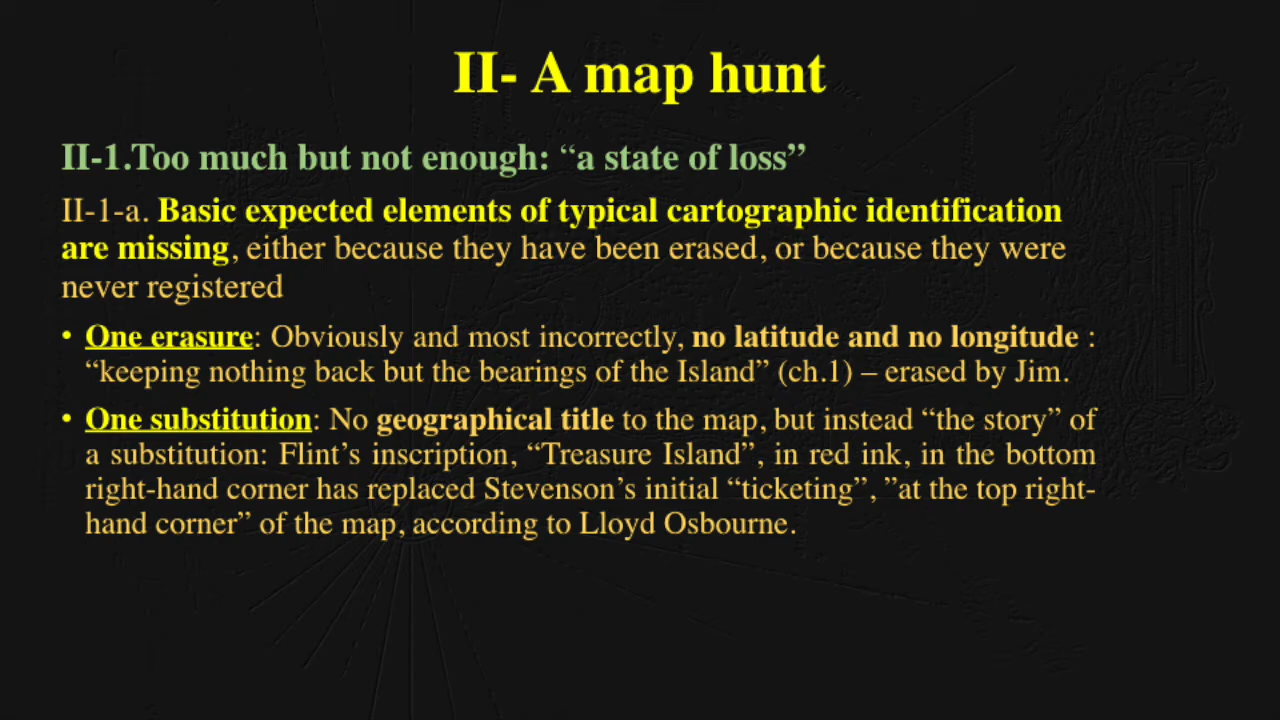 II- A map hunt
II-1.Too much but not enough: “a state of loss”
II-1-a. Basic expected elements of typical cartographic identification
are missing, either because they have been erased, or because they were
never registered
• One erasure: Obviously and most incorrectly, no latitude and no longitude :
“keeping nothing back but the bearings of the Island” (ch.1) – erased by Jim.
• One substitution: No geographical title to the map, but instead “the story” of
a substitution: Flint’s inscription, “Treasure Island”, in red ink, in the bottom
right-hand corner has replaced Stevenson’s initial “ticketing”, ”at the top right-
hand corner” of the map, according to Lloyd Osbourne.